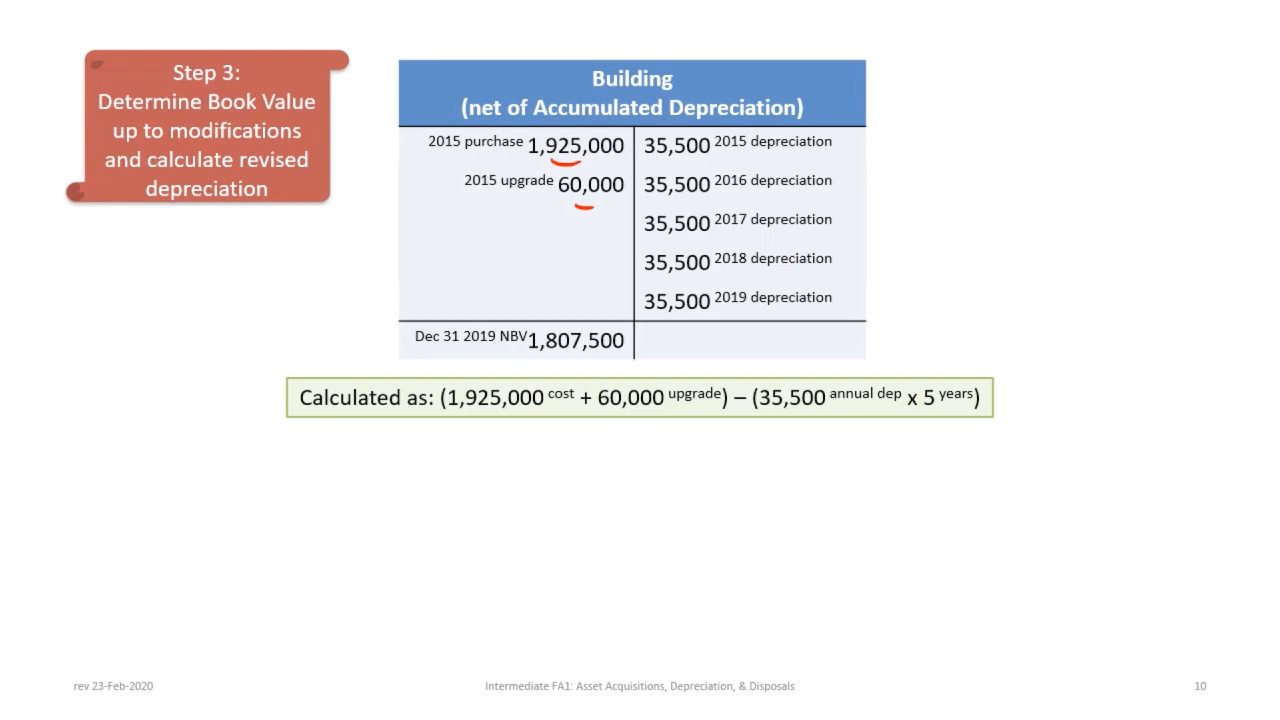 Step 3:
Determine Book Value
up to modifications
and calculate revised
depreciation
Building
(net of Accumulated Depreciation)
2015 purchase 1,925,000 35,500 2015 depreciation
2015 upgrade 60,000 35,500 2016 depreciation
35,500 2017 depreciation
35,500 2018 depreciation
35,500 2019 depreciation
Dec 31 2019 NBV 1,807,500
Calculated as: (1,925,000 cost + 60,000 upgrade) – (35,500 annual dep x 5 years)
rev 23-Feb-2020 Intermediate FA1: Asset Acquisitions, Depreciation, & Disposals 10